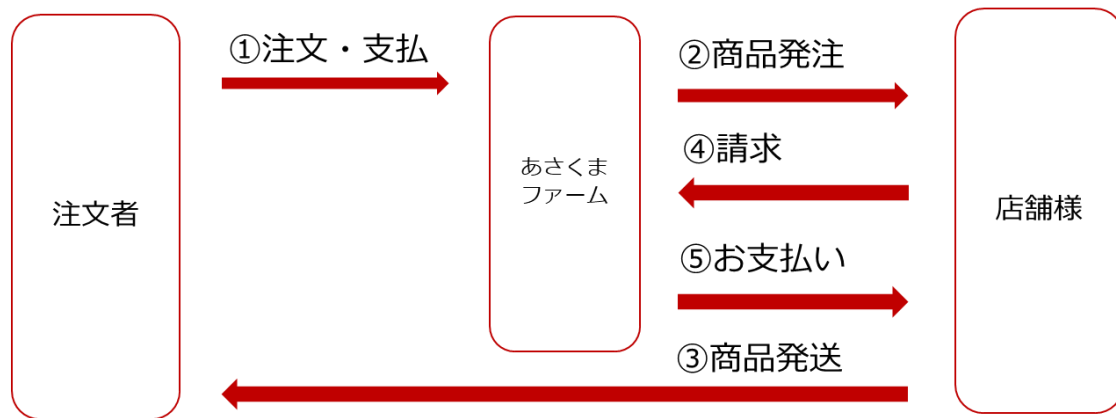 ①注文・支払
②商品発注
④請求
あさくま
ファーム
注文者
店舗様
⑤お支払い
③商品発送